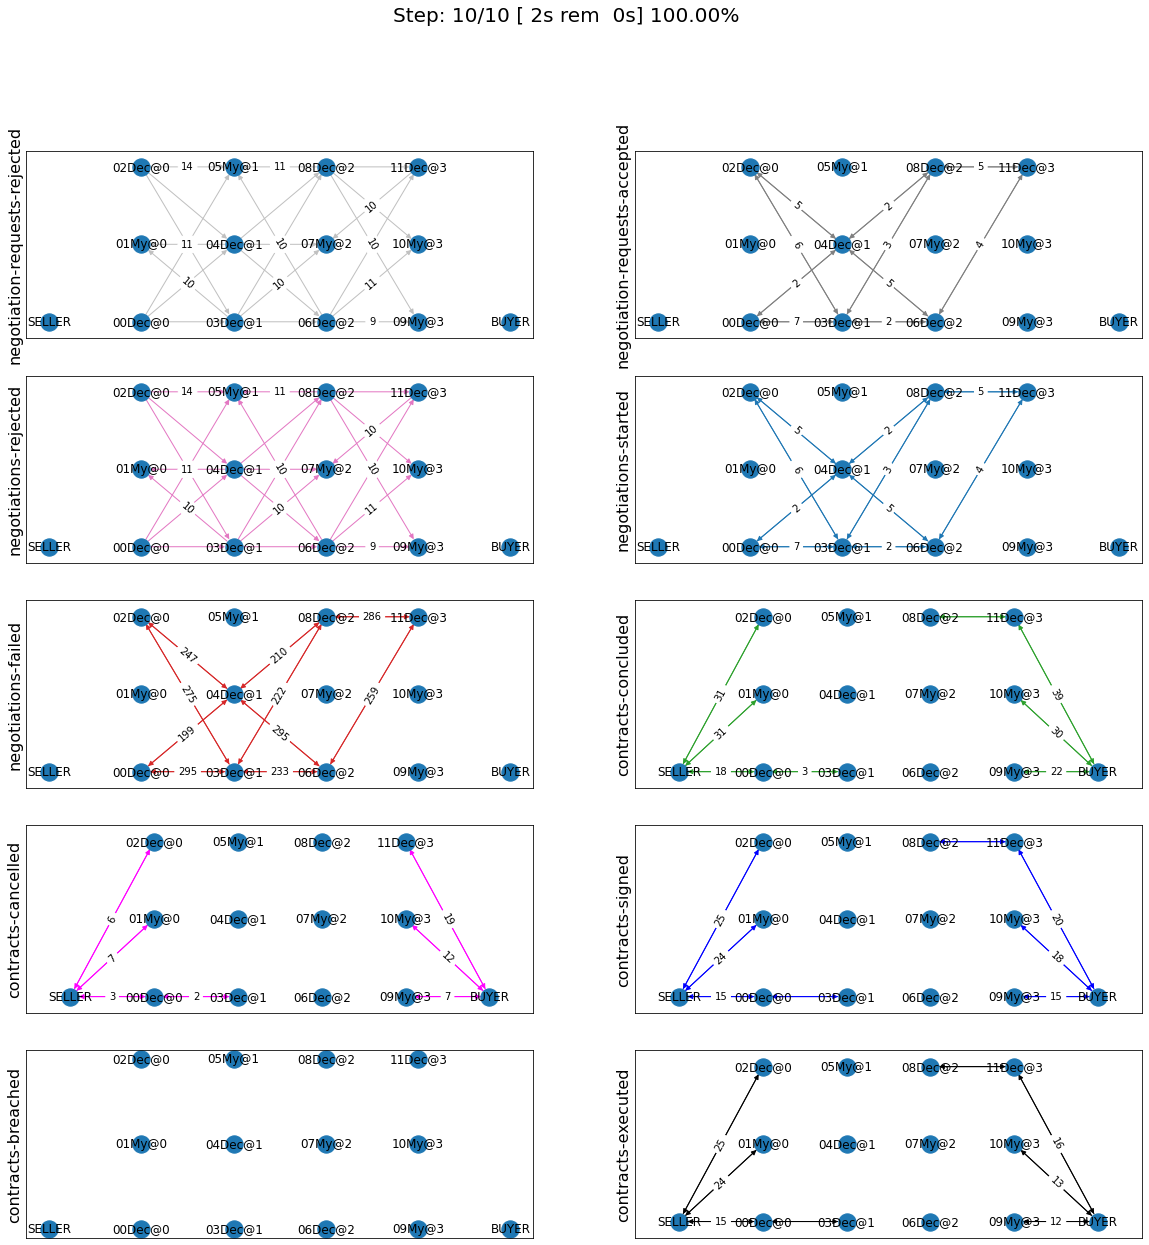 Step: 10/10 [ 2s rem  0s] 100.00%
negotiation-requests-rejected
02Dec@0 14 05My@1 11 08Dec@2 11Dec@3
10
01My@0 11 04Dec@1 10 07My@2 10 10My@3
10 10 11
SELLER 00Dec@0 03Dec@1 06Dec@2 9 09My@3 BUYER
negotiation-requests-accepted
02Dec@0 05My@1 08Dec@2 5 11Dec@3
5 2
01My@0 6 04Dec@1 3 07My@2 4 10My@3
2 5
SELLER 00Dec@0 7 03Dec@1 2 06Dec@2 09My@3 BUYER
negotiations-rejected
02Dec@0 14 05My@1 11 08Dec@2 11Dec@3
10
01My@0 11 04Dec@1 10 07My@2 10 10My@3
10 10 11
SELLER 00Dec@0 03Dec@1 06Dec@2 9 09My@3 BUYER
negotiations-started
02Dec@0 05My@1 08Dec@2 5 11Dec@3
5 2
01My@0 6 04Dec@1 3 07My@2 4 10My@3
2 5
SELLER 00Dec@0 7 03Dec@1 2 06Dec@2 09My@3 BUYER
negotiations-failed
02Dec@0 05My@1 08Dec@2 286 11Dec@3
247 210
01My@0 275 04Dec@1 222 07My@2 259 10My@3
199 295
SELLER 00Dec@0 295 03Dec@1 233 06Dec@2 09My@3 BUYER
contracts-concluded
02Dec@0 05My@1 08Dec@2 11Dec@3
31 01My@0 04Dec@1 07My@2 10My@3 39
31 30
SELLER 18 00Dec@0 3 03Dec@1 06Dec@2 09My@3 22 BUYER
contracts-cancelled
02Dec@0 05My@1 08Dec@2 11Dec@3
6 01My@0 04Dec@1 07My@2 10My@3 19
7 12
SELLER 3 00Dec@0 2 03Dec@1 06Dec@2 09My@3 7 BUYER
contracts-signed
02Dec@0 05My@1 08Dec@2 11Dec@3
25 01My@0 04Dec@1 07My@2 10My@3 20
24 18
SELLER 15 00Dec@0 03Dec@1 06Dec@2 09My@3 15 BUYER
contracts-breached
02Dec@0 05My@1 08Dec@2 11Dec@3
01My@0 04Dec@1 07My@2 10My@3
SELLER 00Dec@0 03Dec@1 06Dec@2 09My@3 BUYER
contracts-executed
02Dec@0 05My@1 08Dec@2 11Dec@3
25 01My@0 04Dec@1 07My@2 10My@3 16
24 13
SELLER 15 00Dec@0 03Dec@1 06Dec@2 09My@3 12 BUYER